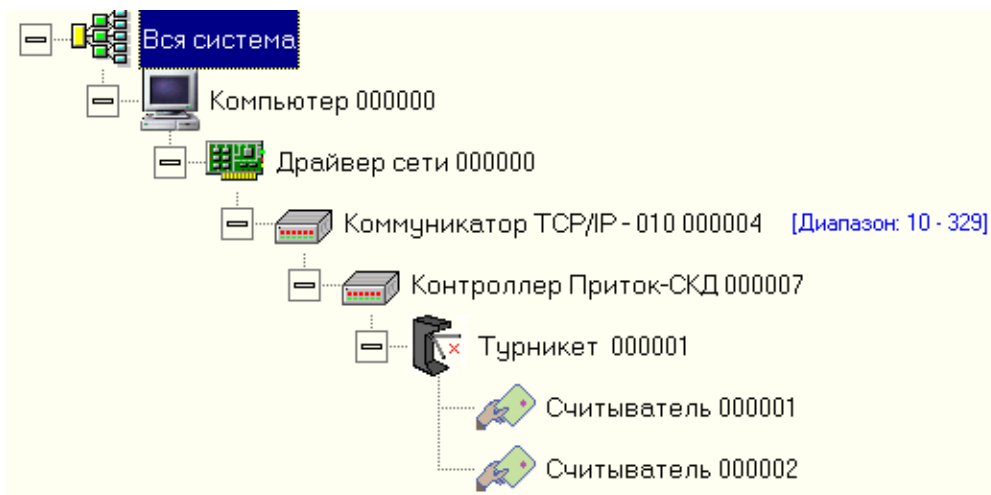 Вся система
Компьютер 000000
Драйвер сети 000000
Коммуникатор TCP/IP - 010 000004 [Диапазон: 10 - 329]
Контроллер Приток-СКД 000007
Турникет 000001
Считыватель 000001
Считыватель 000002